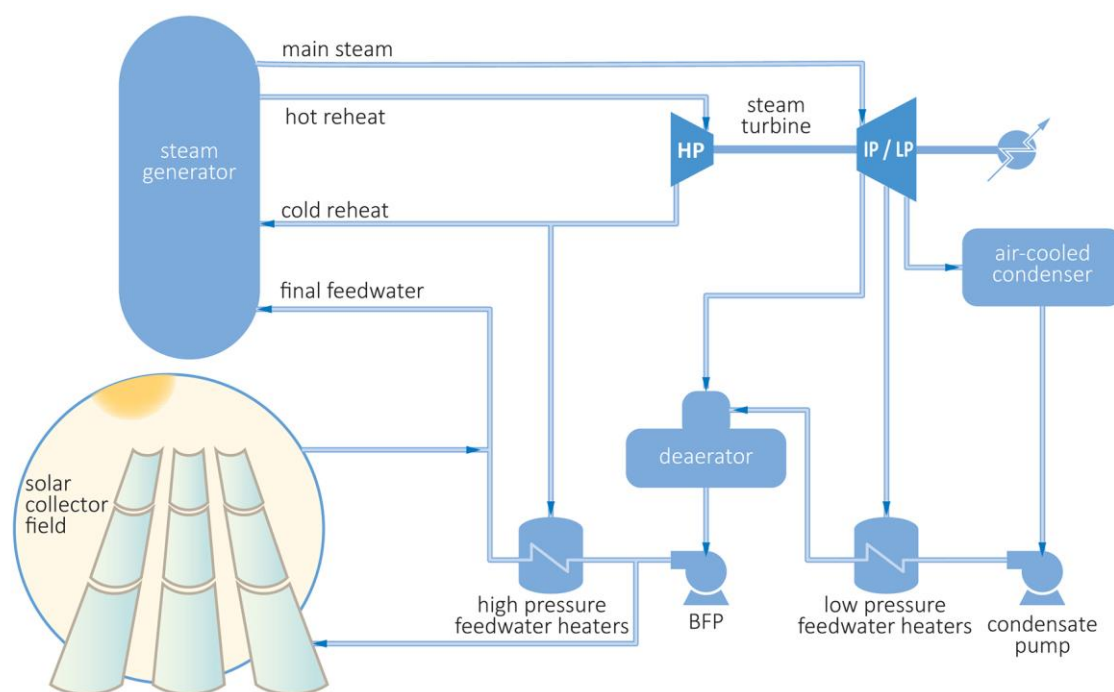 main steam
hot reheat
steam
turbine
HP
IP / LP
steam
generator
cold reheat
air-cooled
condenser
final feedwater
deaerator
solar
collector
field
high pressure
feedwater heaters
BFP
low pressure
feedwater heaters
condensate
pump